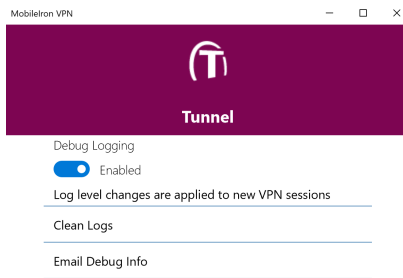 MobileIron VPN
Tunnel
Debug Logging
Enabled
Log level changes are applied to new VPN sessions
Clean Logs
Email Debug Info